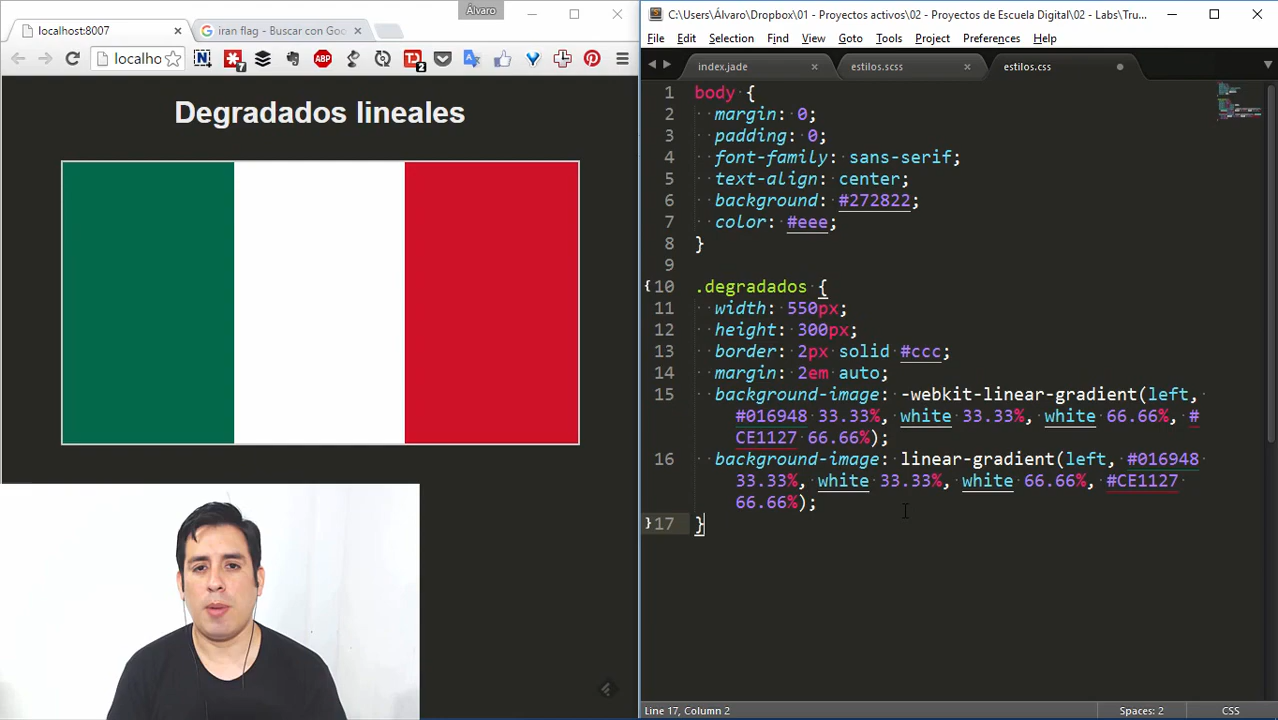 Álvaro
localhost:8007
iran flag - Buscar con Goo
localho
7
ABP
TD
2
Degradados lineales
C:\Users\Álvaro\Dropbox\01 - Proyectos activos\02 - Proyectos de Escuela Digital\02 - Labs/Tru...
File Edit Selection Find View Goto Tools Project Preferences Help
index.jade estilos.scss estilos.css
1 body {
2 margin: 0;
3 padding: 0;
4 font-family: sans-serif;
5 text-align: center;
6 background: #272822;
7 color: #eee;
8 }
9
10 .degradados {
11 width: 550px;
12 height: 300px;
13 border: 2px solid #ccc;
14 margin: 2em auto;
15 background-image: -webkit-linear-gradient(left,
#016948 33.33%, white 33.33%, white 66.66%, #
CE1127 66.66%);
16 background-image: linear-gradient(left, #016948
33.33%, white 33.33%, white 66.66%, #CE1127
66.66%);
17 }
Line 17, Column 2
Spaces: 2
CSS